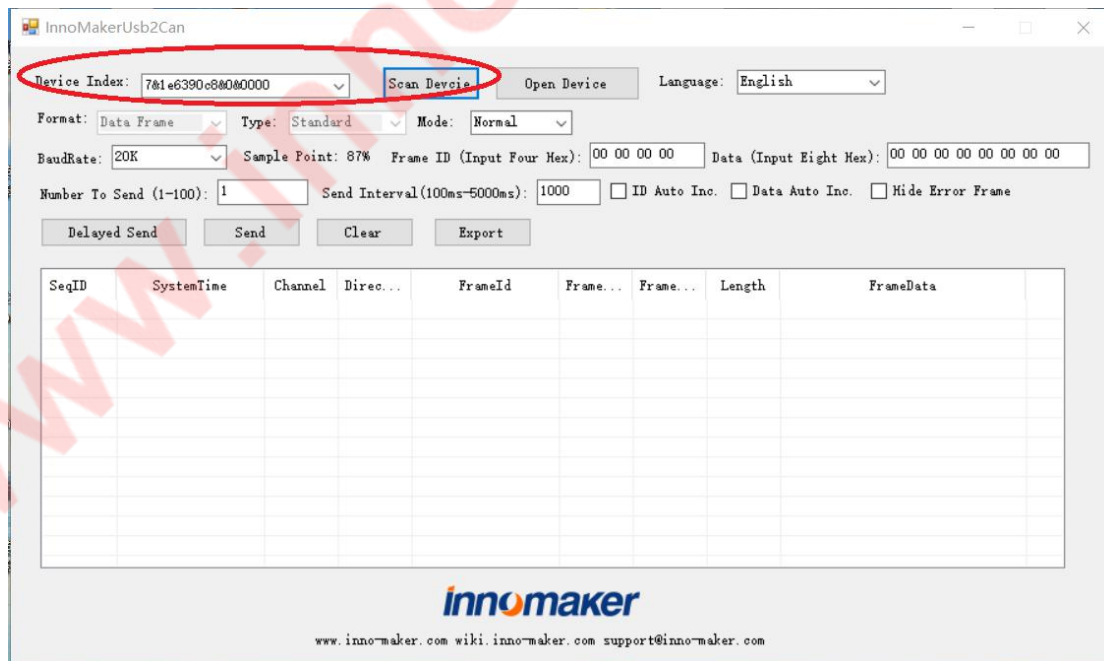 InnoMakerUsb2Can
Device Index: 7&1e6390c8&0&0000 Scan Devcie Open Device Language: English
Format: Data Frame Type: Standard Mode: Normal
BaudRate: 20K Sample Point: 87% Frame ID (Input Four Hex): 00 00 00 00 Data (Input Eight Hex): 00 00 00 00 00 00 00 00
Number To Send (1-100): 1 Send Interval(100ms-5000ms): 1000 ID Auto Inc. Data Auto Inc. Hide Error Frame
Delayed Send Send Clear Export
SeqID SystemTime Channel Direc... FrameId Frame... Frame... Length FrameData
innomaker
www.inno-maker.com wiki.inno-maker.com support@inno-maker.com
www.inno